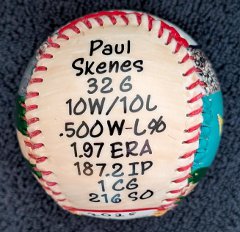 Paul
Skenes
32 G
10W/10L
.500 W-L%
1.97 ERA
187.2 IP
1 CG
216 SO